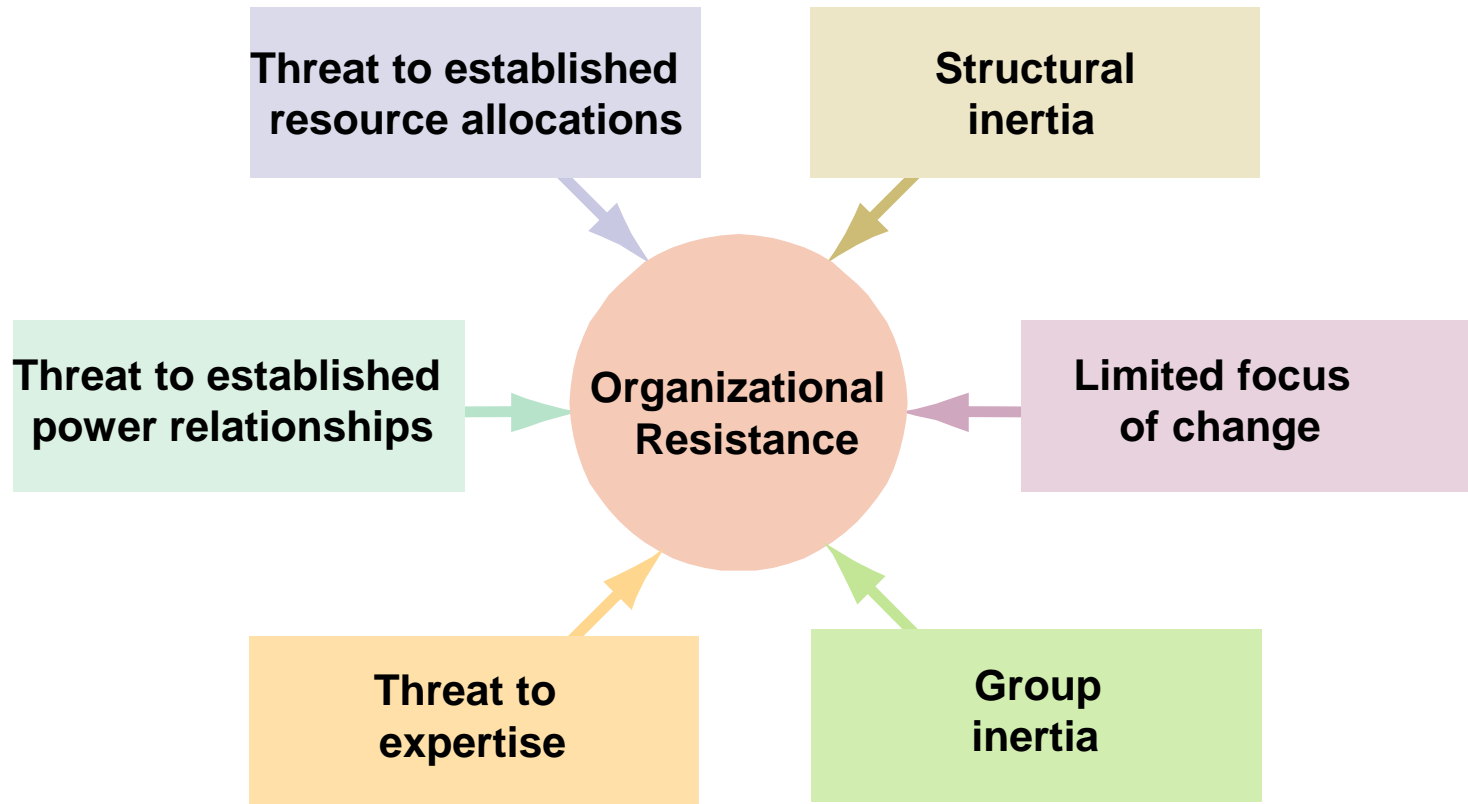 Threat to established
resource allocations
Structural
inertia
Threat to established
power relationships
Organizational
Resistance
Limited focus
of change
Threat to
expertise
Group
inertia